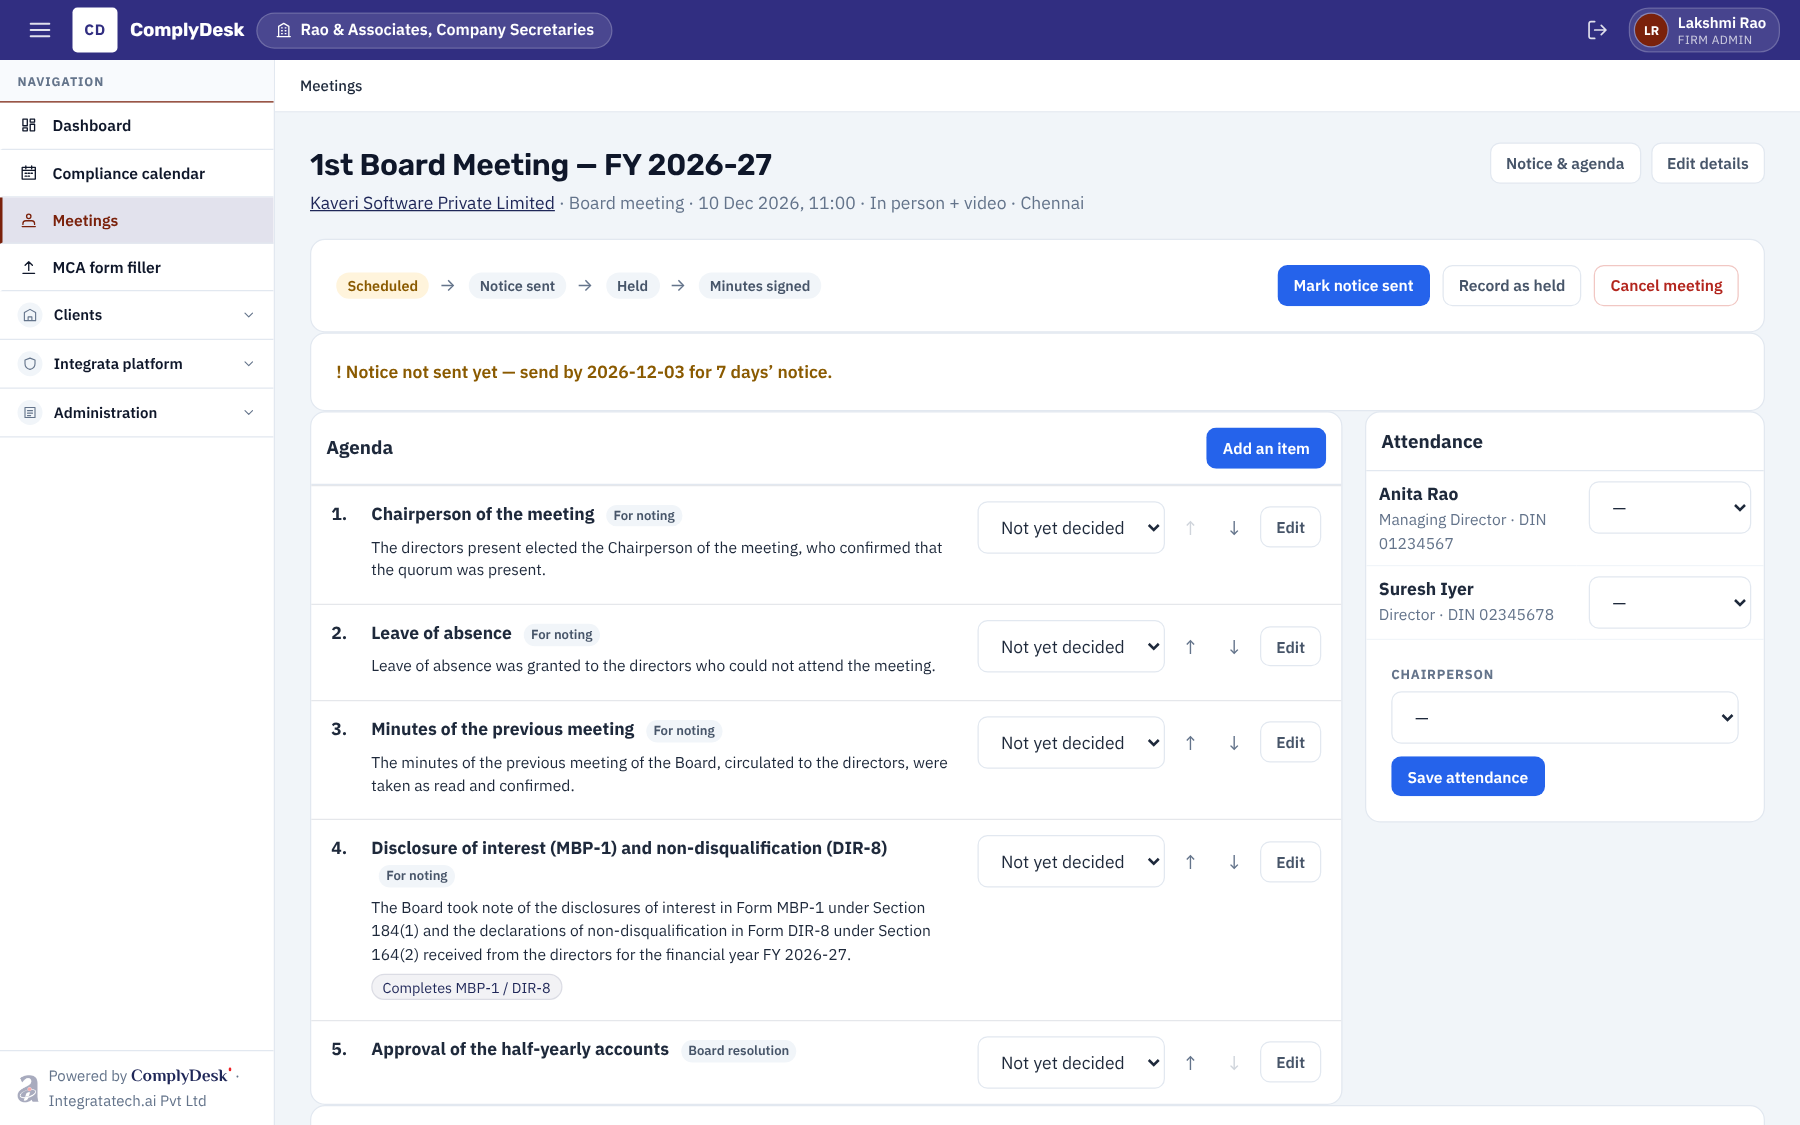 CD ComplyDesk Rao & Associates, Company Secretaries
LR Lakshmi Rao
FIRM ADMIN
NAVIGATION
Dashboard
Compliance calendar
Meetings
MCA form filler
Clients
Integrata platform
Administration
Powered by ComplyDesk ·
Integratatech.ai Pvt Ltd
Meetings
1st Board Meeting — FY 2026-27
Notice & agenda Edit details
Kaveri Software Private Limited · Board meeting · 10 Dec 2026, 11:00 · In person + video · Chennai
Scheduled → Notice sent → Held → Minutes signed
Mark notice sent Record as held Cancel meeting
! Notice not sent yet — send by 2026-12-03 for 7 days’ notice.
Agenda Add an item
1. Chairperson of the meeting For noting
The directors present elected the Chairperson of the meeting, who confirmed that
the quorum was present.
Not yet decided ↑ ↓ Edit
2. Leave of absence For noting
Leave of absence was granted to the directors who could not attend the meeting.
Not yet decided ↑ ↓ Edit
3. Minutes of the previous meeting For noting
The minutes of the previous meeting of the Board, circulated to the directors, were
taken as read and confirmed.
Not yet decided ↑ ↓ Edit
4. Disclosure of interest (MBP-1) and non-disqualification (DIR-8)
For noting
The Board took note of the disclosures of interest in Form MBP-1 under Section
184(1) and the declarations of non-disqualification in Form DIR-8 under Section
164(2) received from the directors for the financial year FY 2026-27.
Completes MBP-1 / DIR-8
Not yet decided ↑ ↓ Edit
5. Approval of the half-yearly accounts Board resolution
Not yet decided ↑ ↓ Edit
Attendance
Anita Rao
Managing Director · DIN
01234567
—
Suresh Iyer
Director · DIN 02345678
—
CHAIRPERSON
—
Save attendance